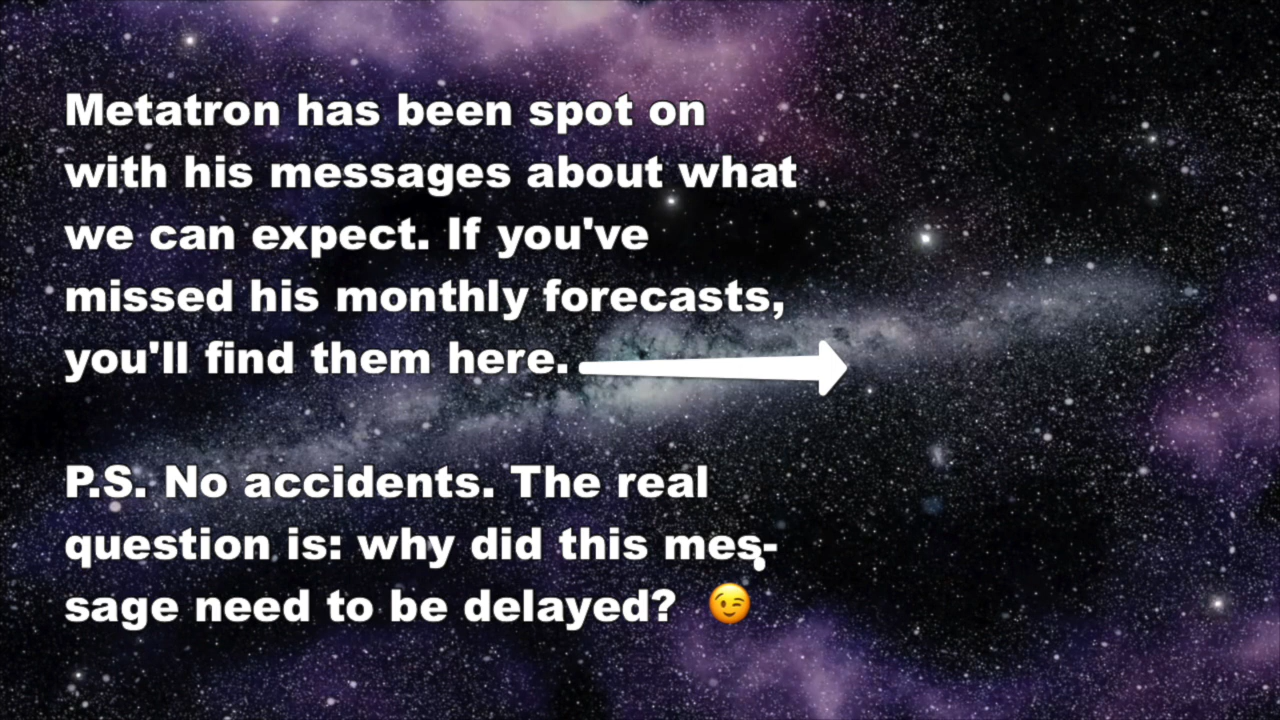 Metatron has been spot on
with his messages about what
we can expect. If you've
missed his monthly forecasts,
you'll find them here.
P.S. No accidents. The real
question is: why did this mes-
sage need to be delayed? 😉